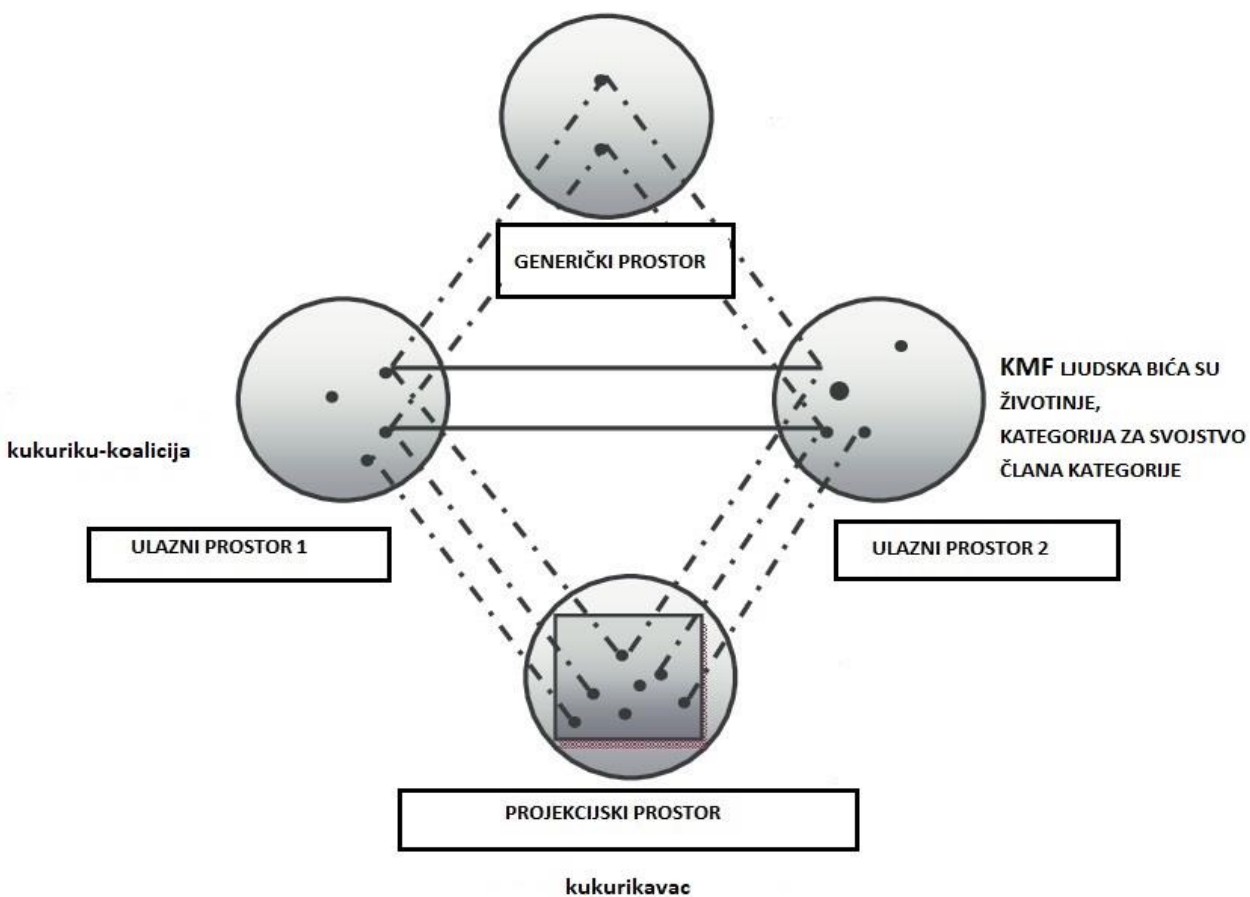 GENERIČKI PROSTOR
KMF LJUDSKA BIĆA SU
ŽIVOTINJE,
KATEGORIJA ZA SVOJSTVO
ČLANA KATEGORIJE
kukuriku-koalicija
ULAZNI PROSTOR 1
ULAZNI PROSTOR 2
PROJEKCIJSKI PROSTOR
kukurikavac